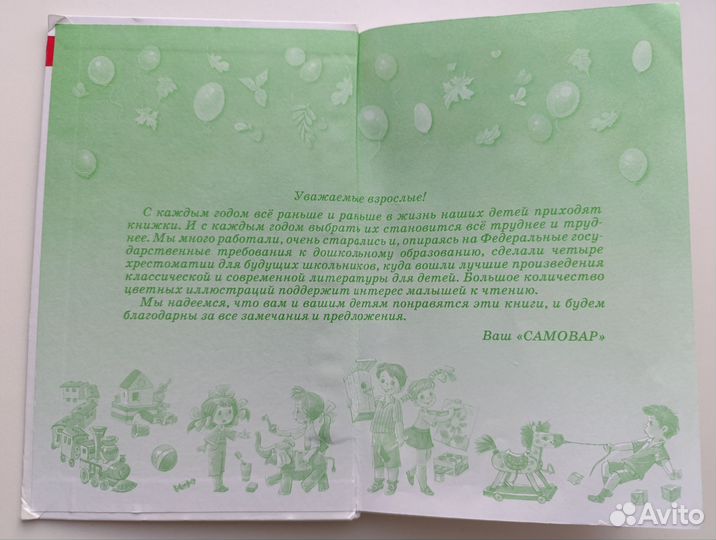 Уважаемые взрослые!
С каждым годом всё раньше и раньше в жизнь наших детей приходят
книжки. И с каждым годом выбрать их становится всё труднее и труд-
нее. Мы много работали, очень старались и, опираясь на Федеральные госу-
дарственные требования к дошкольному образованию, сделали четыре
хрестоматии для будущих школьников, куда вошли лучшие произведения
классической и современной литературы для детей. Большое количество
цветных иллюстраций поддержит интерес малышей к чтению.
Мы надеемся, что вам и вашим детям понравятся эти книги, и будем
благодарны за все замечания и предложения.
Ваш «САМОВАР»
Avito